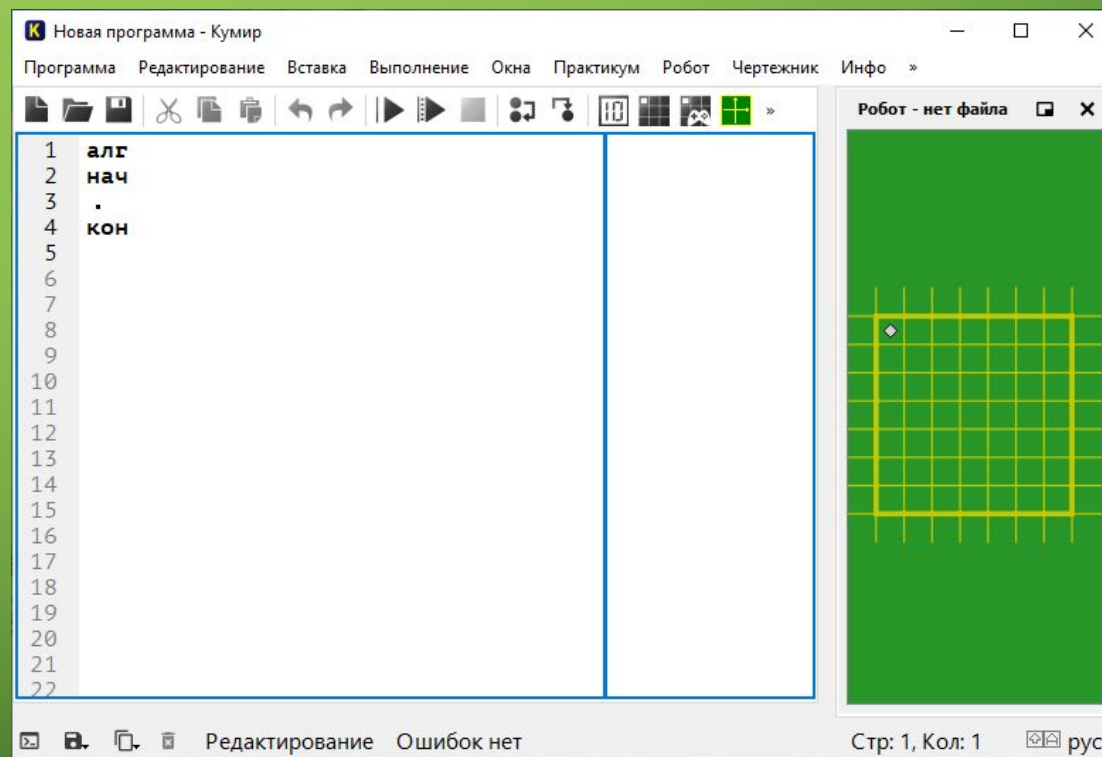 Новая программа - Кумир
Программа Редактирование Вставка Выполнение Окна Практикум Робот Чертежник Инфо »
» Робот - нет файла
1 алг
2 нач
3 .
4 кон
5
6
7
8
9
10
11
12
13
14
15
16
17
18
19
20
21
22
Редактирование Ошибок нет Стр: 1, Кол: 1 рус